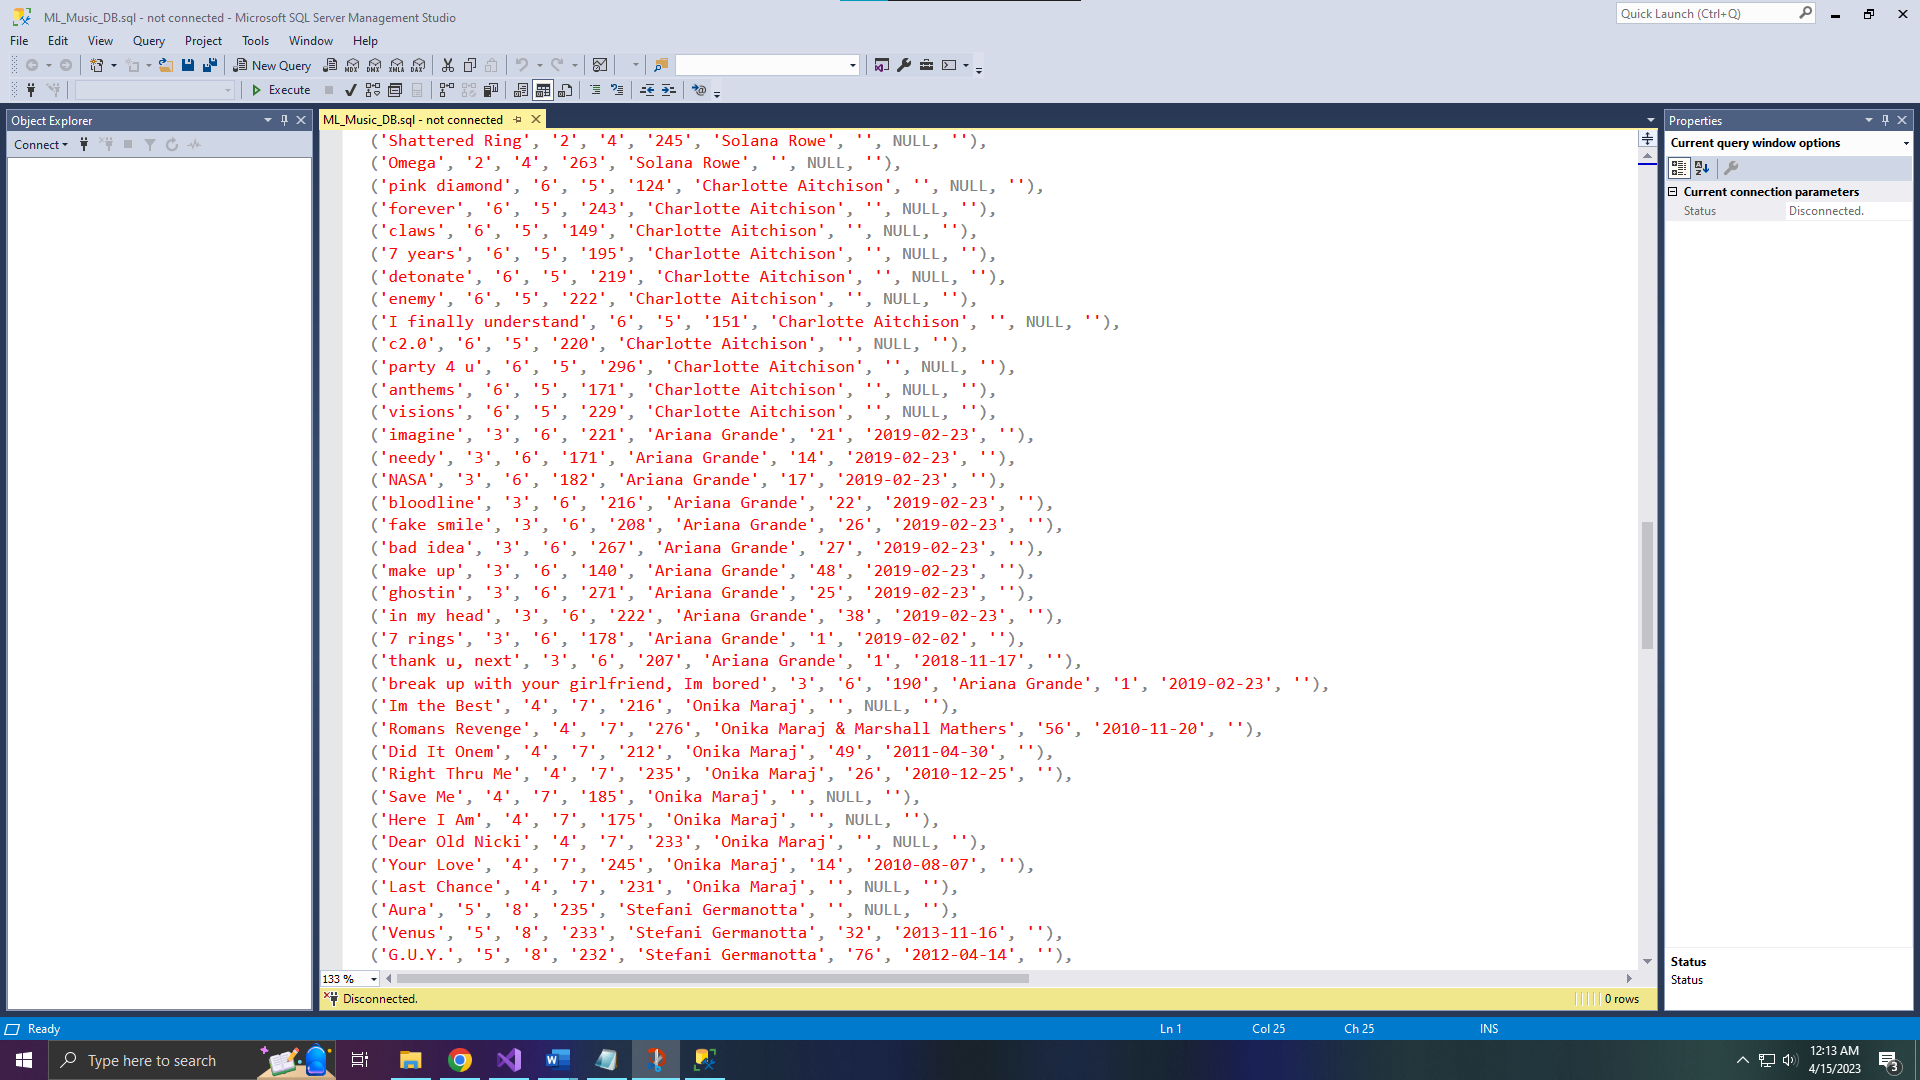 ML_Music_DB.sql - not connected - Microsoft SQL Server Management Studio
Quick Launch (Ctrl+Q)
File Edit View Query Project Tools Window Help
New Query
Execute
Object Explorer
Connect
ML_Music_DB.sql - not connected
('Shattered Ring', '2', '4', '245', 'Solana Rowe', '', NULL, ''),
('Omega', '2', '4', '263', 'Solana Rowe', '', NULL, ''),
('pink diamond', '6', '5', '124', 'Charlotte Aitchison', '', NULL, ''),
('forever', '6', '5', '243', 'Charlotte Aitchison', '', NULL, ''),
('claws', '6', '5', '149', 'Charlotte Aitchison', '', NULL, ''),
('7 years', '6', '5', '195', 'Charlotte Aitchison', '', NULL, ''),
('detonate', '6', '5', '219', 'Charlotte Aitchison', '', NULL, ''),
('enemy', '6', '5', '222', 'Charlotte Aitchison', '', NULL, ''),
('I finally understand', '6', '5', '151', 'Charlotte Aitchison', '', NULL, ''),
('c2.0', '6', '5', '220', 'Charlotte Aitchison', '', NULL, ''),
('party 4 u', '6', '5', '296', 'Charlotte Aitchison', '', NULL, ''),
('anthems', '6', '5', '171', 'Charlotte Aitchison', '', NULL, ''),
('visions', '6', '5', '229', 'Charlotte Aitchison', '', NULL, ''),
('imagine', '3', '6', '221', 'Ariana Grande', '21', '2019-02-23', ''),
('needy', '3', '6', '171', 'Ariana Grande', '14', '2019-02-23', ''),
('NASA', '3', '6', '182', 'Ariana Grande', '17', '2019-02-23', ''),
('bloodline', '3', '6', '216', 'Ariana Grande', '22', '2019-02-23', ''),
('fake smile', '3', '6', '208', 'Ariana Grande', '26', '2019-02-23', ''),
('bad idea', '3', '6', '267', 'Ariana Grande', '27', '2019-02-23', ''),
('make up', '3', '6', '140', 'Ariana Grande', '48', '2019-02-23', ''),
('ghostin', '3', '6', '271', 'Ariana Grande', '25', '2019-02-23', ''),
('in my head', '3', '6', '222', 'Ariana Grande', '38', '2019-02-23', ''),
('7 rings', '3', '6', '178', 'Ariana Grande', '1', '2019-02-02', ''),
('thank u, next', '3', '6', '207', 'Ariana Grande', '1', '2018-11-17', ''),
('break up with your girlfriend, Im bored', '3', '6', '190', 'Ariana Grande', '1', '2019-02-23', ''),
('Im the Best', '4', '7', '216', 'Onika Maraj', '', NULL, ''),
('Romans Revenge', '4', '7', '276', 'Onika Maraj & Marshall Mathers', '56', '2010-11-20', ''),
('Did It Onem', '4', '7', '212', 'Onika Maraj', '49', '2011-04-30', ''),
('Right Thru Me', '4', '7', '235', 'Onika Maraj', '26', '2010-12-25', ''),
('Save Me', '4', '7', '185', 'Onika Maraj', '', NULL, ''),
('Here I Am', '4', '7', '175', 'Onika Maraj', '', NULL, ''),
('Dear Old Nicki', '4', '7', '233', 'Onika Maraj', '', NULL, ''),
('Your Love', '4', '7', '245', 'Onika Maraj', '14', '2010-08-07', ''),
('Last Chance', '4', '7', '231', 'Onika Maraj', '', NULL, ''),
('Aura', '5', '8', '235', 'Stefani Germanotta', '', NULL, ''),
('Venus', '5', '8', '233', 'Stefani Germanotta', '32', '2013-11-16', ''),
('G.U.Y.', '5', '8', '232', 'Stefani Germanotta', '76', '2012-04-14', ''),
133 %
Disconnected.
0 rows
Properties
Current query window options
Current connection parameters
Status Disconnected.
Status
Status
Ready
Ln 1
Col 25
Ch 25
INS
Type here to search
12:13 AM
4/15/2023
3